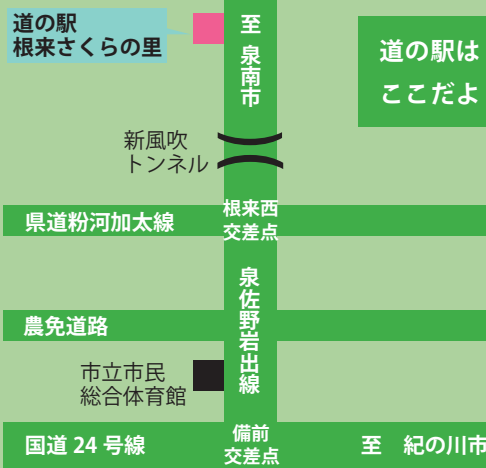 道の駅
根来さくらの里
至
泉南市
道の駅は
ここだよ
新風吹
トンネル
県道粉河加太線
根来西
交差点
泉佐野岩出線
農免道路
市立市民
総合体育館
国道 24 号線
備前
交差点
至 紀の川市